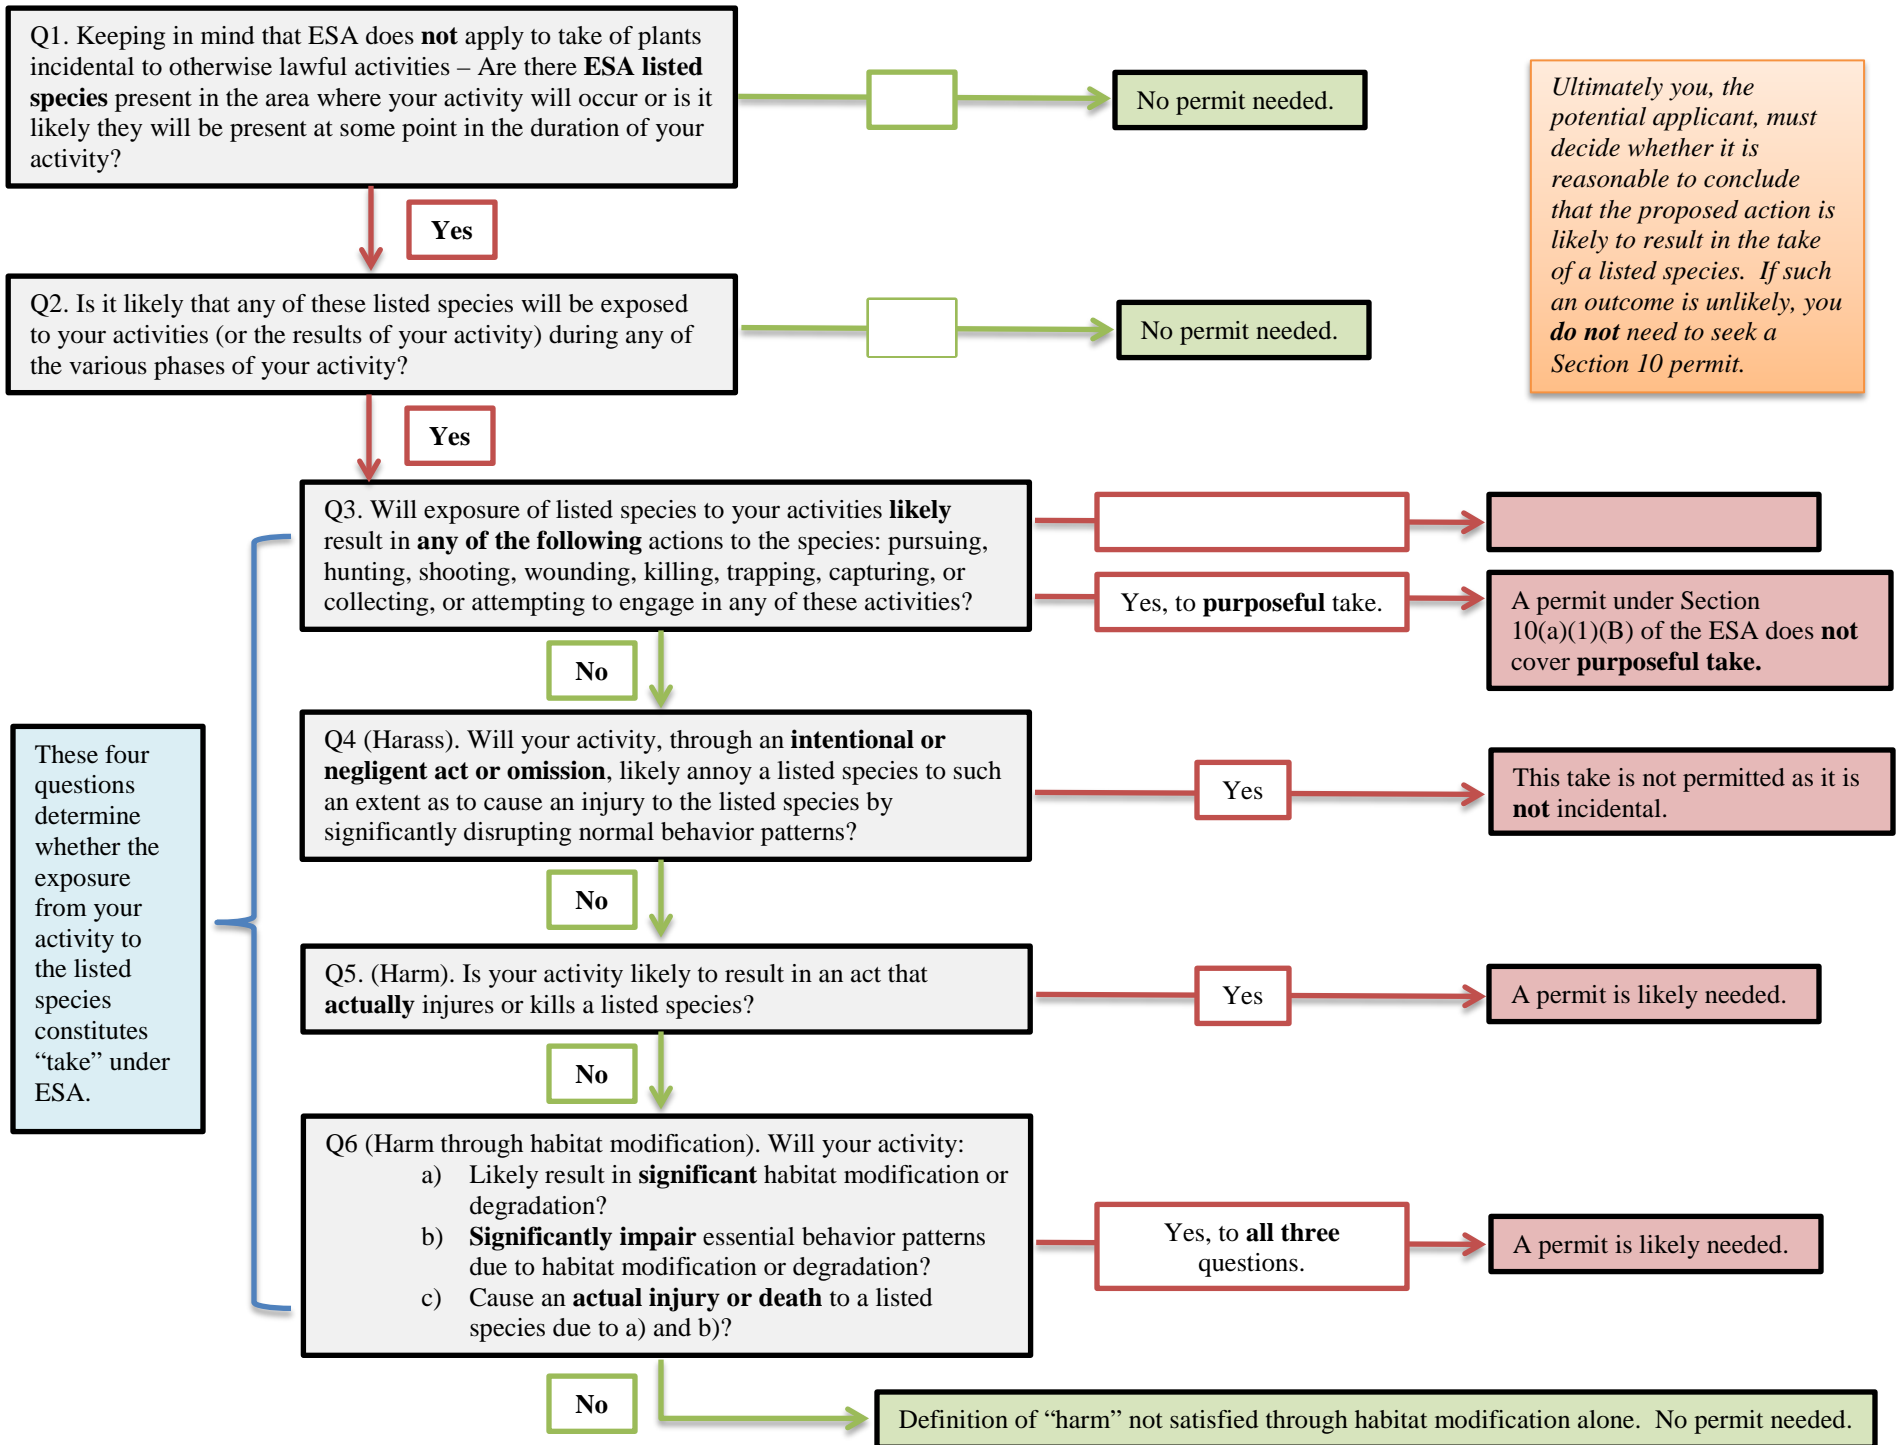 Q1. Keeping in mind that ESA does not apply to take of plants
incidental to otherwise lawful activities – Are there ESA listed
species present in the area where your activity will occur or is it
likely they will be present at some point in the duration of your
activity?
No permit needed.
Ultimately you, the
potential applicant, must
decide whether it is
reasonable to conclude
that the proposed action is
likely to result in the take
of a listed species.  If such
an outcome is unlikely, you
do not need to seek a
Section 10 permit.
Yes
Q2. Is it likely that any of these listed species will be exposed
to your activities (or the results of your activity) during any of
the various phases of your activity?
No permit needed.
Yes
Q3. Will exposure of listed species to your activities likely
result in any of the following actions to the species: pursuing,
hunting, shooting, wounding, killing, trapping, capturing, or
collecting, or attempting to engage in any of these activities?
Yes, to purposeful take.
A permit under Section
10(a)(1)(B) of the ESA does not
cover purposeful take.
No
These four
questions
determine
whether the
exposure
from your
activity to
the listed
species
constitutes
“take” under
ESA.
Q4 (Harass). Will your activity, through an intentional or
negligent act or omission, likely annoy a listed species to such
an extent as to cause an injury to the listed species by
significantly disrupting normal behavior patterns?
Yes
This take is not permitted as it is
not incidental.
No
Q5. (Harm). Is your activity likely to result in an act that
actually injures or kills a listed species?
Yes
A permit is likely needed.
No
Q6 (Harm through habitat modification). Will your activity:
a) Likely result in significant habitat modification or
degradation?
b) Significantly impair essential behavior patterns
due to habitat modification or degradation?
c) Cause an actual injury or death to a listed
species due to a) and b)?
Yes, to all three
questions.
A permit is likely needed.
No
Definition of “harm” not satisfied through habitat modification alone.  No permit needed.